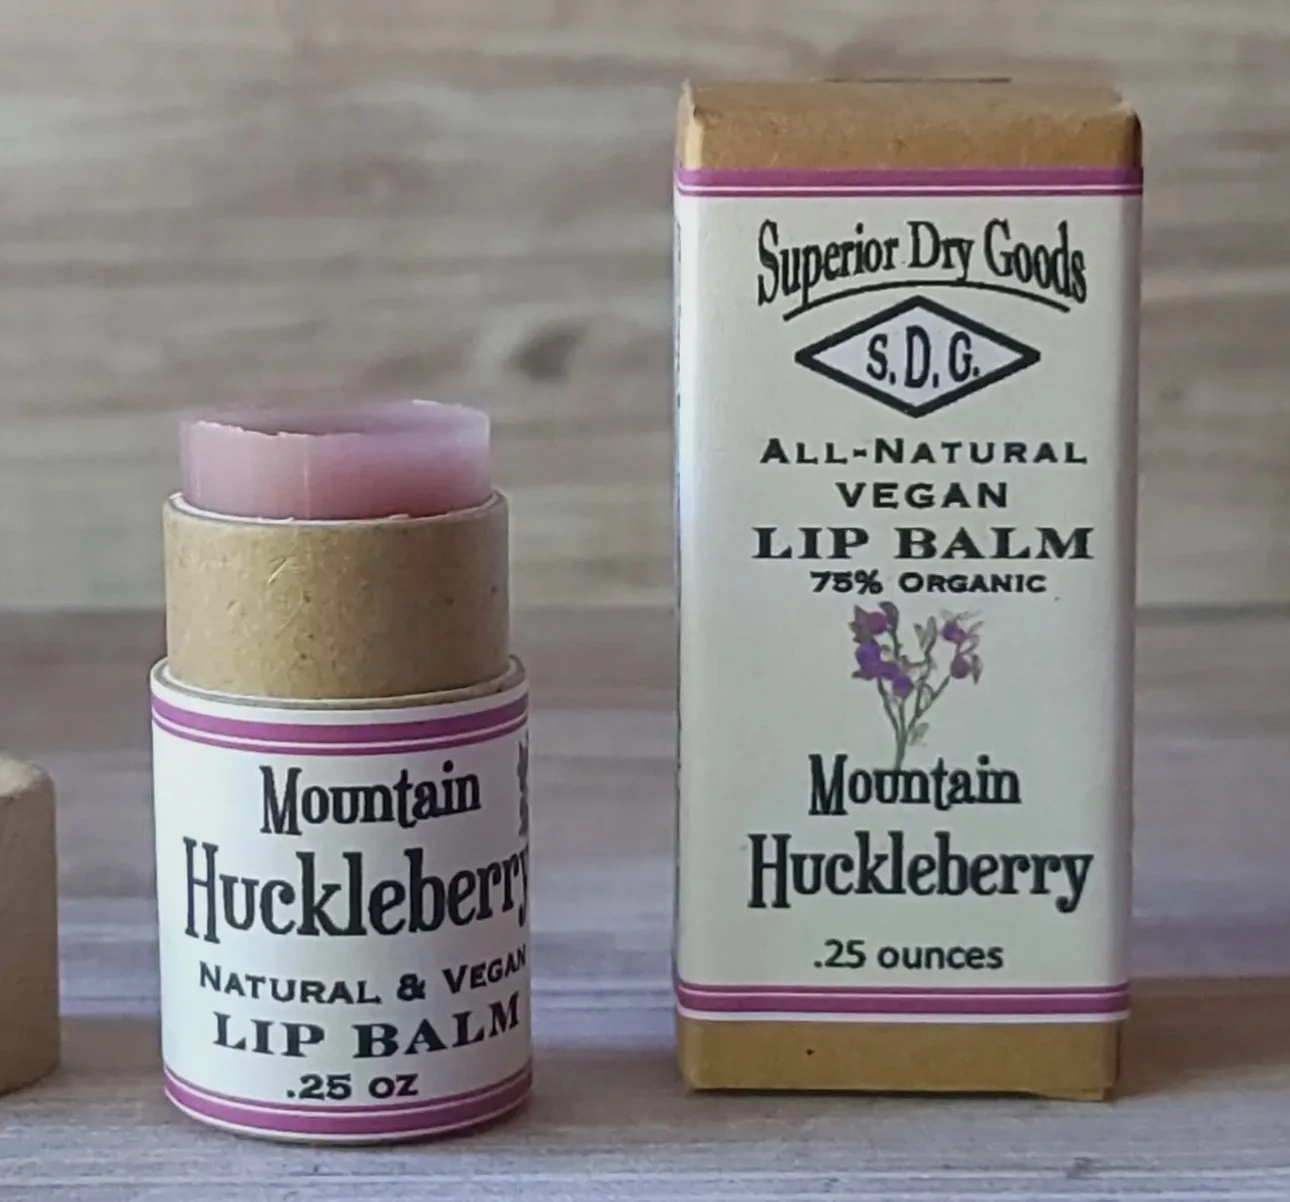 Mountain
Huckleberry
NATURAL & VEGAN
LIP BALM
.25 OZ
Superior Dry Goods
S.D.G.
ALL-NATURAL
VEGAN
LIP BALM
75% ORGANIC
Mountain
Huckleberry
.25 ounces